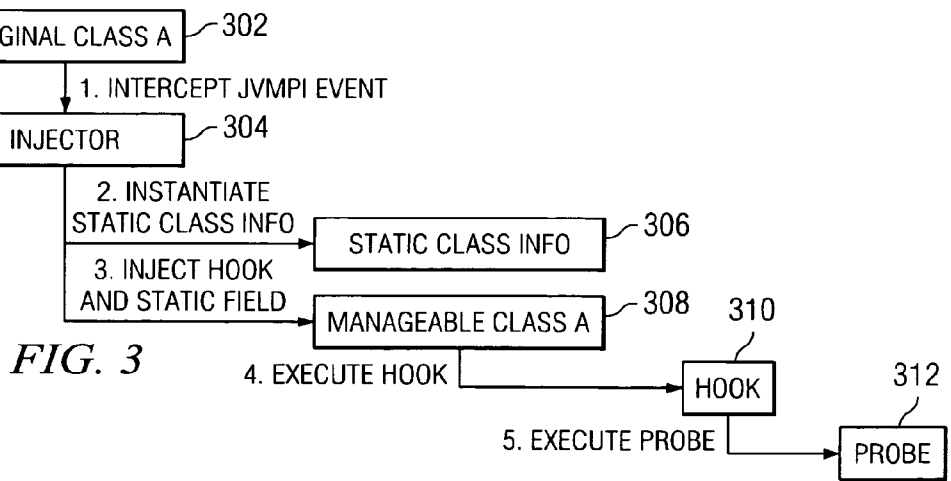 GINAL CLASS A
302
1. INTERCEPT JVMPI EVENT
INJECTOR
304
2. INSTANTIATE
STATIC CLASS INFO
STATIC CLASS INFO
306
3. INJECT HOOK
AND STATIC FIELD
MANAGEABLE CLASS A
308
FIG. 3
4. EXECUTE HOOK
310
HOOK
5. EXECUTE PROBE
312
PROBE